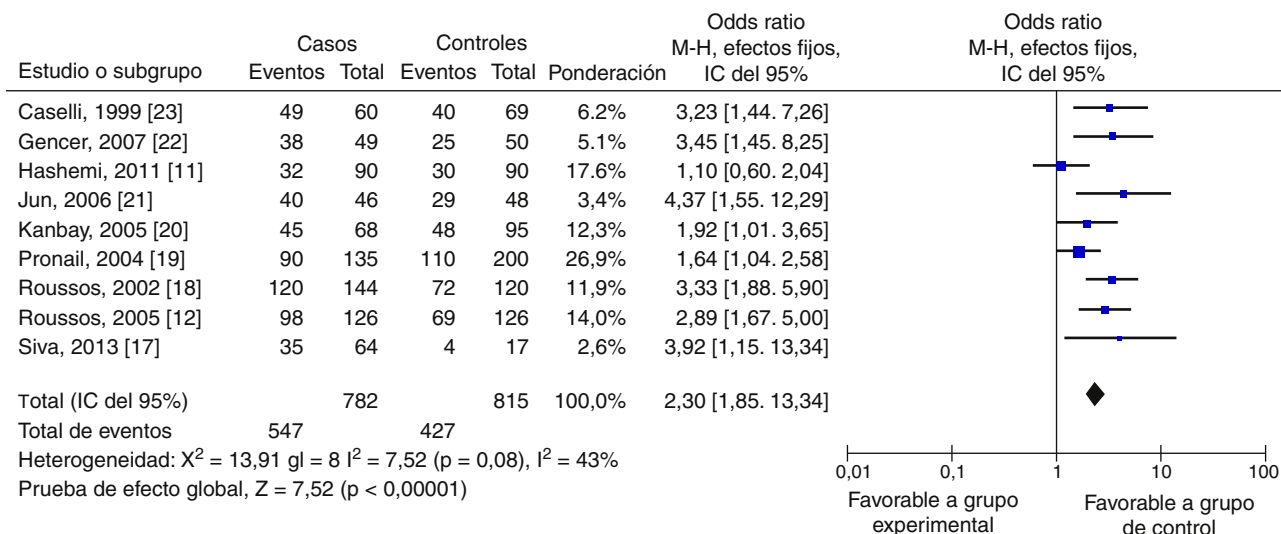 Odds ratio Odds ratio
Casos Controles M-H, efectos fijos, M-H, efectos fijos,
Estudio o subgrupo Eventos Total Eventos Total Ponderación IC del 95% IC del 95%
Caselli, 1999 [23] 49 60 40 69 6.2% 3,23 [1,44. 7,26]
Gencer, 2007 [22] 38 49 25 50 5.1% 3,45 [1,45. 8,25]
Hashemi, 2011 [11] 32 90 30 90 17.6% 1,10 [0,60. 2,04]
Jun, 2006 [21] 40 46 29 48 3,4% 4,37 [1,55. 12,29]
Kanbay, 2005 [20] 45 68 48 95 12,3% 1,92 [1,01. 3,65]
Pronail, 2004 [19] 90 135 110 200 26,9% 1,64 [1,04. 2,58]
Roussos, 2002 [18] 120 144 72 120 11,9% 3,33 [1,88. 5,90]
Roussos, 2005 [12] 98 126 69 126 14,0% 2,89 [1,67. 5,00]
Siva, 2013 [17] 35 64 4 17 2,6% 3,92 [1,15. 13,34]
Total (IC del 95%) 782 815 100,0% 2,30 [1,85. 13,34]
Total de eventos 547 427
Heterogeneidad: X² = 13,91 gl = 8 I² = 7,52 (p = 0,08), I² = 43%
Prueba de efecto global, Z = 7,52 (p < 0,00001)
0,01 0,1 1 10 100
Favorable a grupo Favorable a grupo
experimental de control